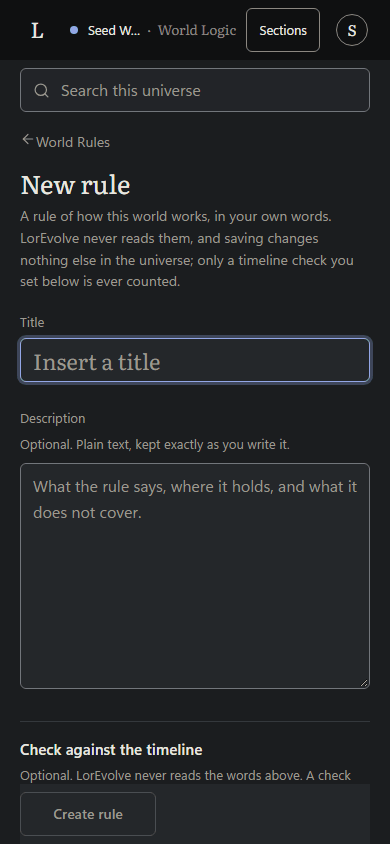 L
Seed W... · World Logic
Sections
S
Search this universe
World Rules
New rule
A rule of how this world works, in your own words.
LorEvolve never reads them, and saving changes
nothing else in the universe; only a timeline check you
set below is ever counted.
Title
Insert a title
Description
Optional. Plain text, kept exactly as you write it.
What the rule says, where it holds, and what it
does not cover.
Check against the timeline
Optional. LorEvolve never reads the words above. A check
Create rule